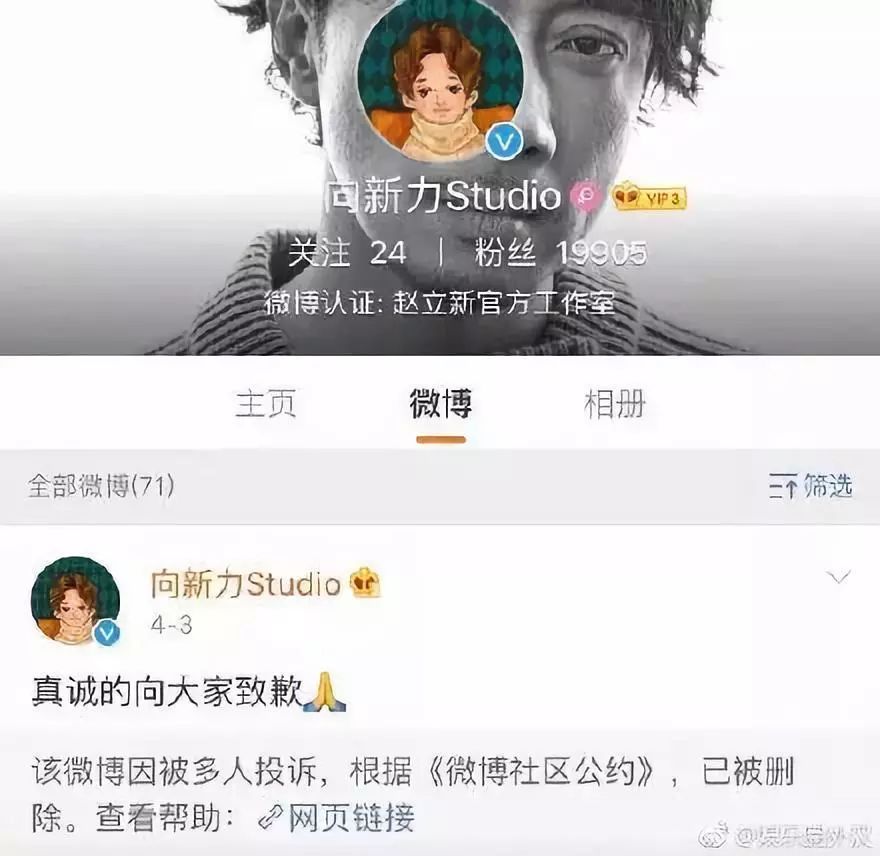 向新力Studio VIP 3
关注 24 | 粉丝 19905
微博认证: 赵立新官方工作室
主页 微博 相册
全部微博(71) 筛选
向新力Studio
4-3
真诚的向大家致歉🙏
该微博因被多人投诉，根据《微博社区公约》，已被删
除。查看帮助： 网页链接